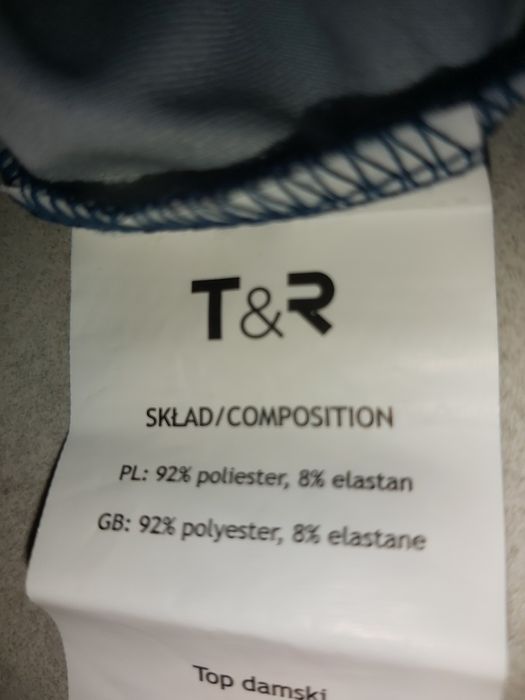 T&R
SKŁAD/COMPOSITION
PL: 92% poliester, 8% elastan
GB: 92% polyester, 8% elastane
Top damski